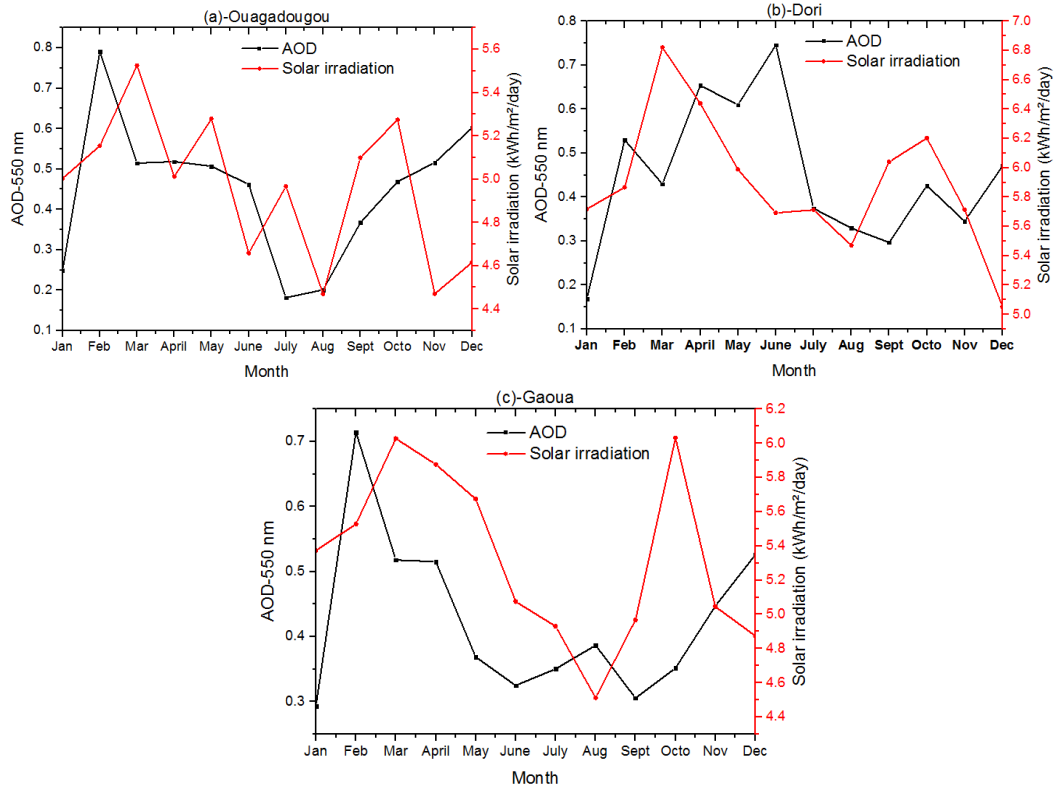 (a)-Ouagadougou
AOD
Solar irradiation
0.8
0.7
0.6
0.5
0.4
0.3
0.2
0.1
AOD-550 nm
5.6
5.4
5.2
5.0
4.8
4.6
4.4
Solar irradiation (kWh/m²/day)
Jan Feb Mar April May June July Aug Sept Octo Nov Dec
Month
(b)-Dori
AOD
Solar irradiation
0.8
0.7
0.6
0.5
0.4
0.3
0.2
0.1
AOD-550 nm
7.0
6.8
6.6
6.4
6.2
6.0
5.8
5.6
5.4
5.2
5.0
Solar irradiation (kWh/m²/day)
Jan Feb Mar April May June July Aug Sept Octo Nov Dec
Month
(c)-Gaoua
AOD
Solar irradiation
0.7
0.6
0.5
0.4
0.3
AOD-550 nm
6.2
6.0
5.8
5.6
5.4
5.2
5.0
4.8
4.6
4.4
Solar irradiation (kWh/m²/day)
Jan Feb Mar April May June July Aug Sept Octo Nov Dec
Month